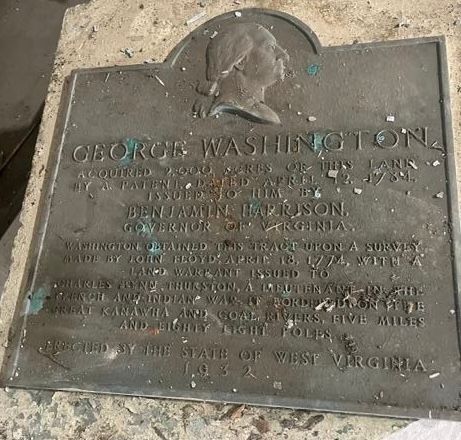 GEORGE WASHINGTON
ACQUIRED 2,000 ACRES OF THIS LAND
BY A PATENT, DATED APRIL 12, 1784,
ISSUED TO HIM BY
BENJAMIN HARRISON,
GOVERNOR OF VIRGINIA.
WASHINGTON OBTAINED THIS TRACT UPON A SURVEY
MADE BY JOHN FLOYD, APRIL 18, 1774, WITH A
LAND WARRANT ISSUED TO
CHARLES MYNN THURSTON, A LIEUTENANT IN THE
FRENCH AND INDIAN WAR. IT BORDERED ON THE
GREAT KANAWHA AND COAL RIVERS, FIVE MILES
AND EIGHTY EIGHT POLES.
ERECTED BY THE STATE OF WEST VIRGINIA
1932